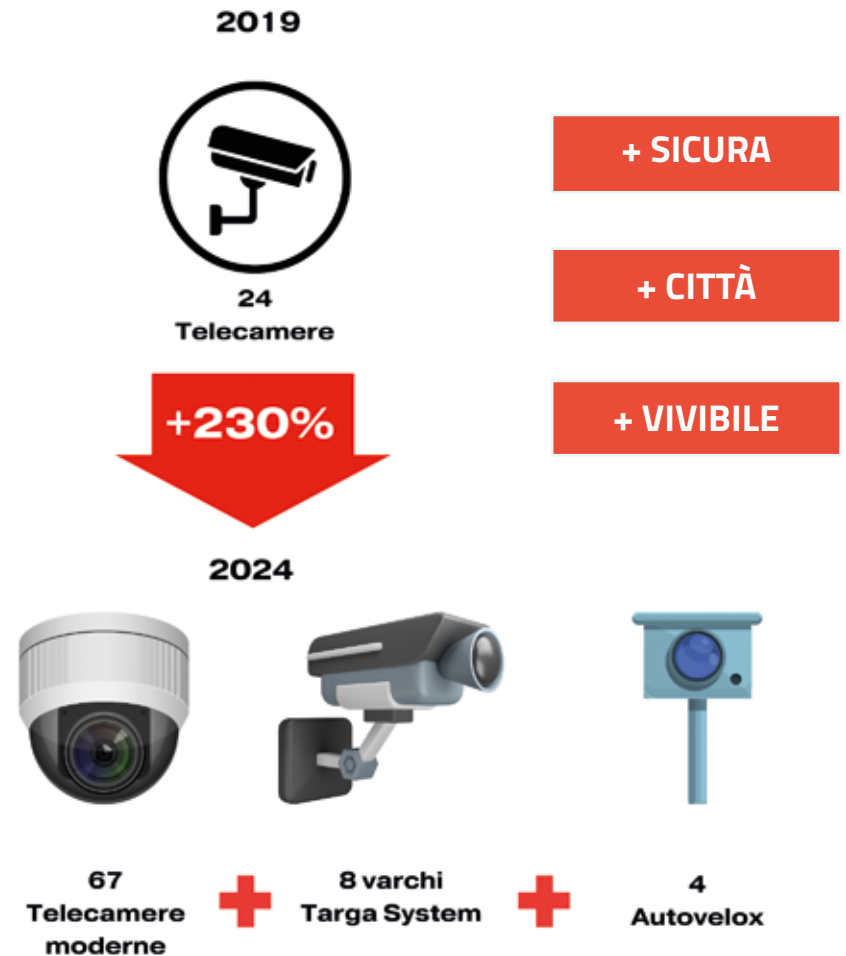 2019
24
Telecamere
+230%
+ SICURA
+ CITTÀ
+ VIVIBILE
2024
67
Telecamere
moderne
8 varchi
Targa System
4
Autovelox